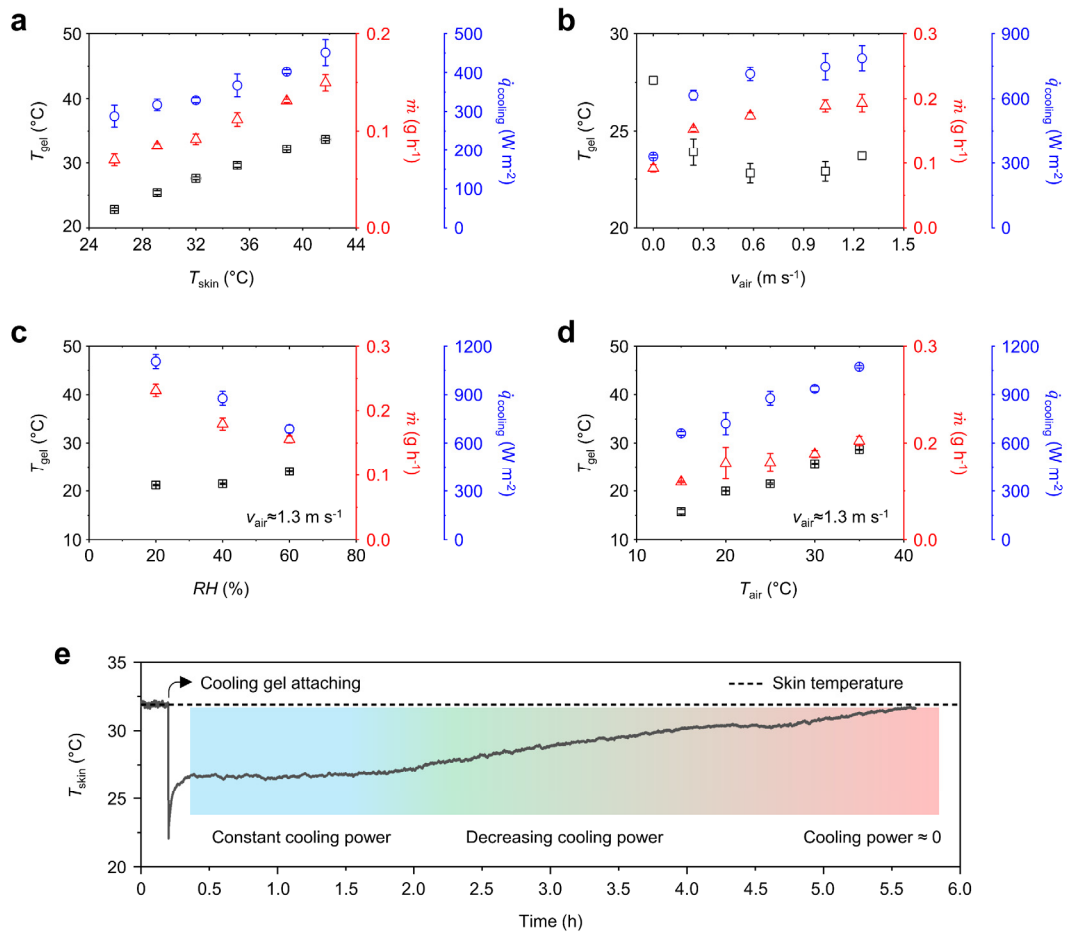 a
50
40
30
20
T_gel (°C)
24 28 32 36 40 44
T_skin (°C)
0.2
0.1
0.0
ṁ (g h⁻¹)
500
400
300
200
100
0
q̇_cooling (W m⁻²)
b
30
25
20
T_gel (°C)
0.0 0.3 0.6 0.9 1.2 1.5
v_air (m s⁻¹)
0.3
0.2
0.1
0.0
ṁ (g h⁻¹)
900
600
300
0
q̇_cooling (W m⁻²)
c
50
40
30
20
10
T_gel (°C)
v_air≈1.3 m s⁻¹
0 20 40 60 80
RH (%)
0.3
0.2
0.1
0.0
ṁ (g h⁻¹)
1200
900
600
300
0
q̇_cooling (W m⁻²)
d
50
40
30
20
10
T_gel (°C)
v_air≈1.3 m s⁻¹
10 20 30 40
T_air (°C)
0.3
0.2
0.0
ṁ (g h⁻¹)
1200
900
600
300
0
q̇_cooling (W m⁻²)
e
35
30
25
20
T_skin (°C)
Cooling gel attaching
Skin temperature
Constant cooling power
Decreasing cooling power
Cooling power ≈ 0
0 0.5 1.0 1.5 2.0 2.5 3.0 3.5 4.0 4.5 5.0 5.5 6.0
Time (h)